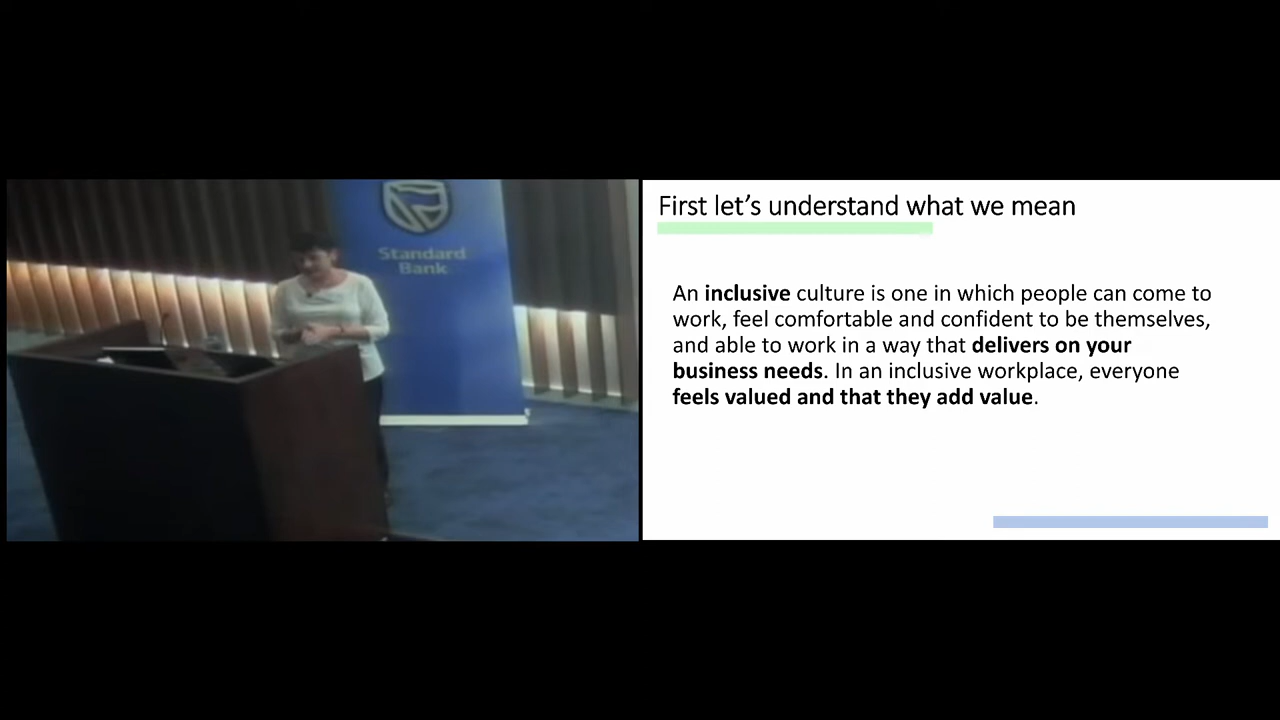 Standard
Bank
First let's understand what we mean
An inclusive culture is one in which people can come to
work, feel comfortable and confident to be themselves,
and able to work in a way that delivers on your
business needs. In an inclusive workplace, everyone
feels valued and that they add value.